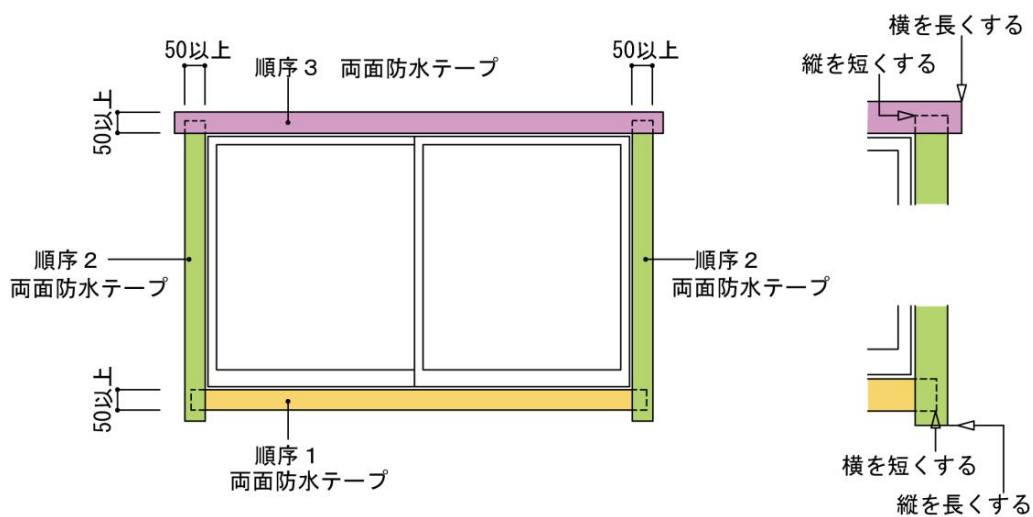 50以上
順序３　両面防水テープ
50以上
50以上
順序２
両面防水テープ
順序２
両面防水テープ
50以上
順序１
両面防水テープ
横を長くする
縦を短くする
横を短くする
縦を長くする